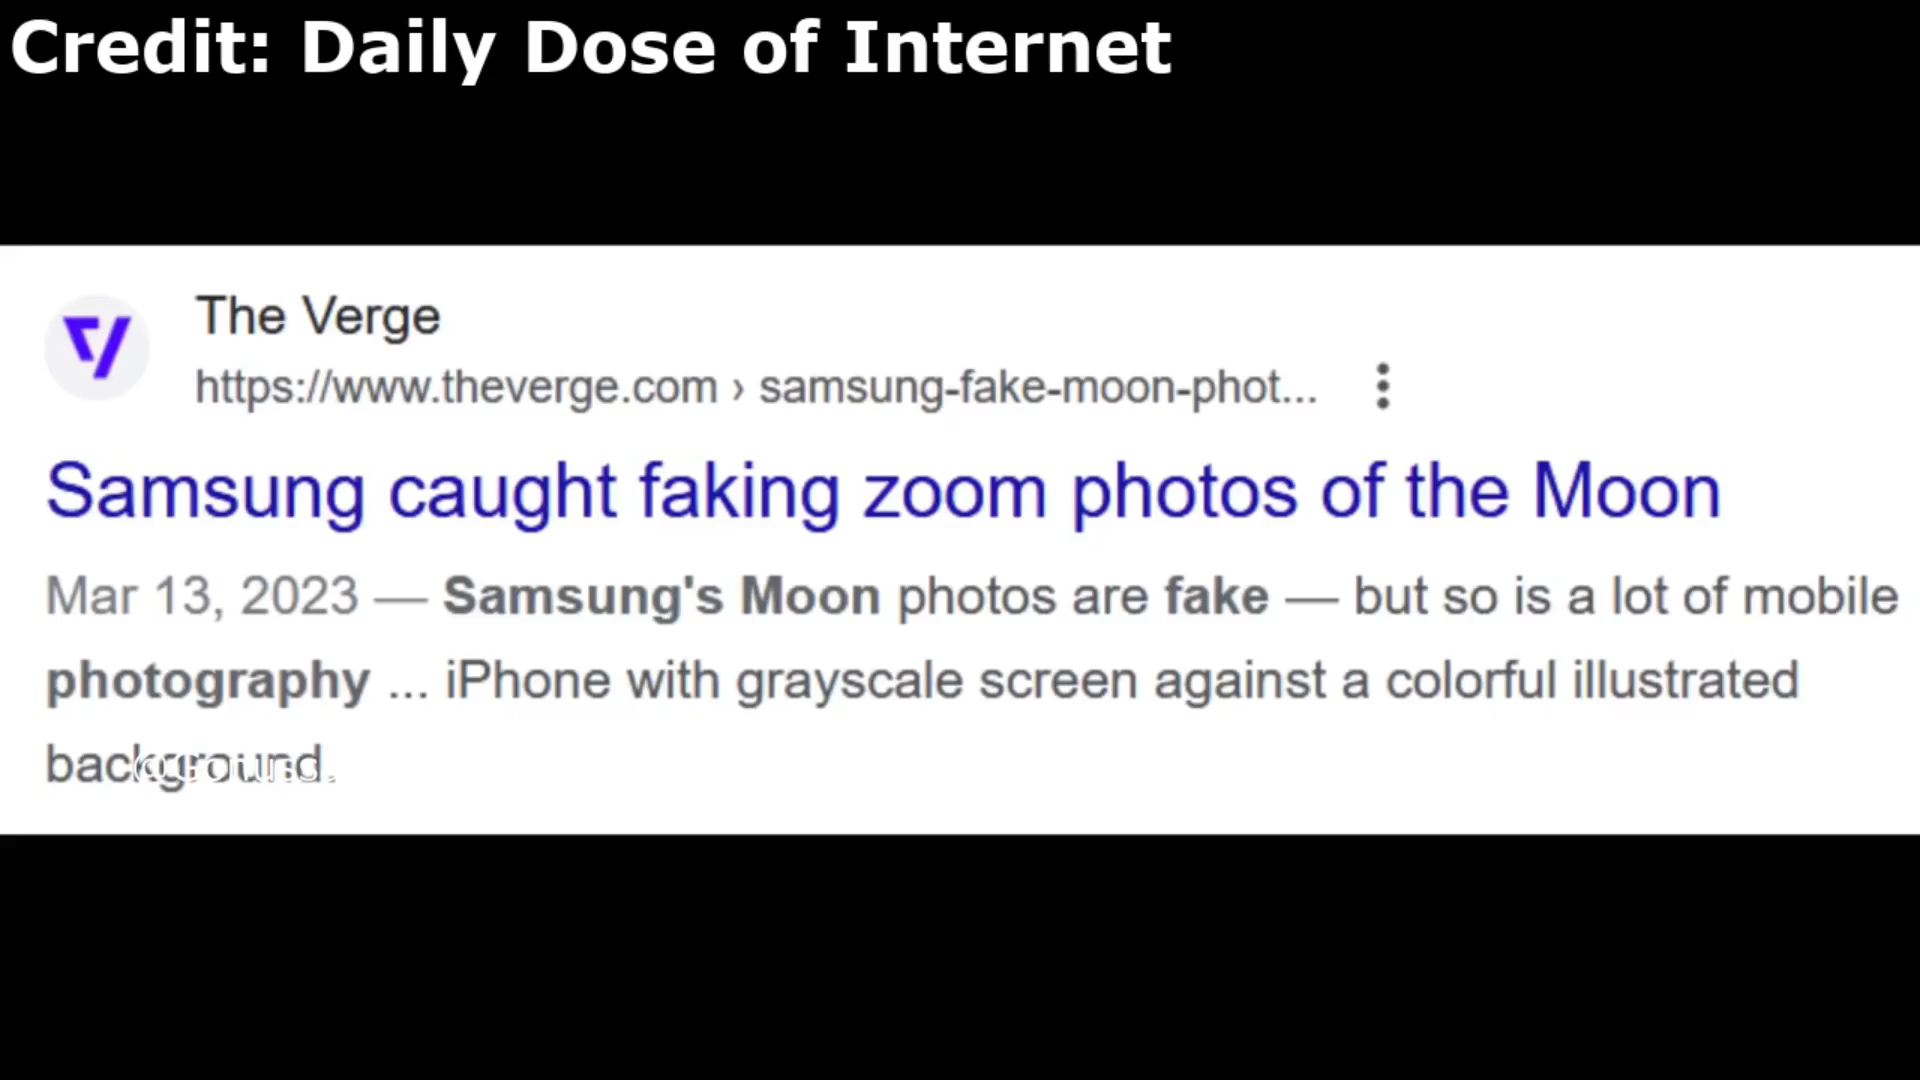 Credit: Daily Dose of Internet
The Verge
https://www.theverge.com › samsung-fake-moon-phot...
Samsung caught faking zoom photos of the Moon
Mar 13, 2023 — Samsung's Moon photos are fake — but so is a lot of mobile
photography ... iPhone with grayscale screen against a colorful illustrated
background.